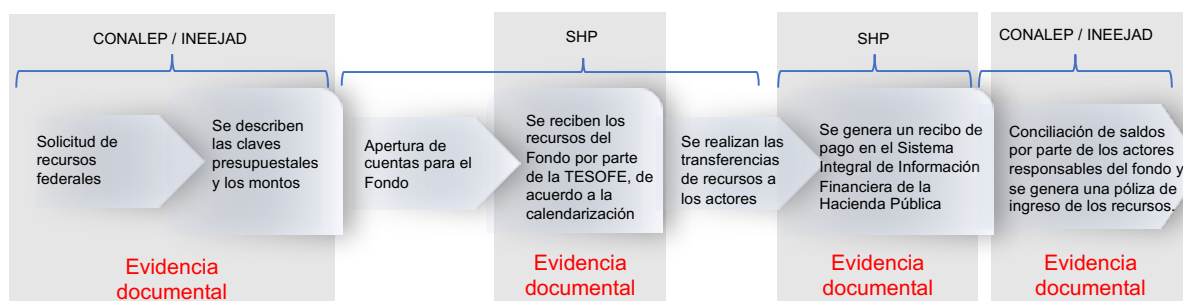 CONALEP / INEEJAD
SHP
SHP
CONALEP / INEEJAD
Solicitud de
recursos
federales
Se describen
las claves
presupuestales
y los montos
Apertura de
cuentas para el
Fondo
Se reciben los
recursos del
Fondo por parte
de la TESOFE, de
acuerdo a la
calendarización
Se realizan las
transferencias
de recursos a
los actores
Se genera un recibo de
pago en el Sistema
Integral de Información
Financiera de la
Hacienda Pública
Conciliación de saldos
por parte de los actores
responsables del fondo y
se genera una póliza de
ingreso de los recursos.
Evidencia
documental
Evidencia
documental
Evidencia
documental
Evidencia
documental